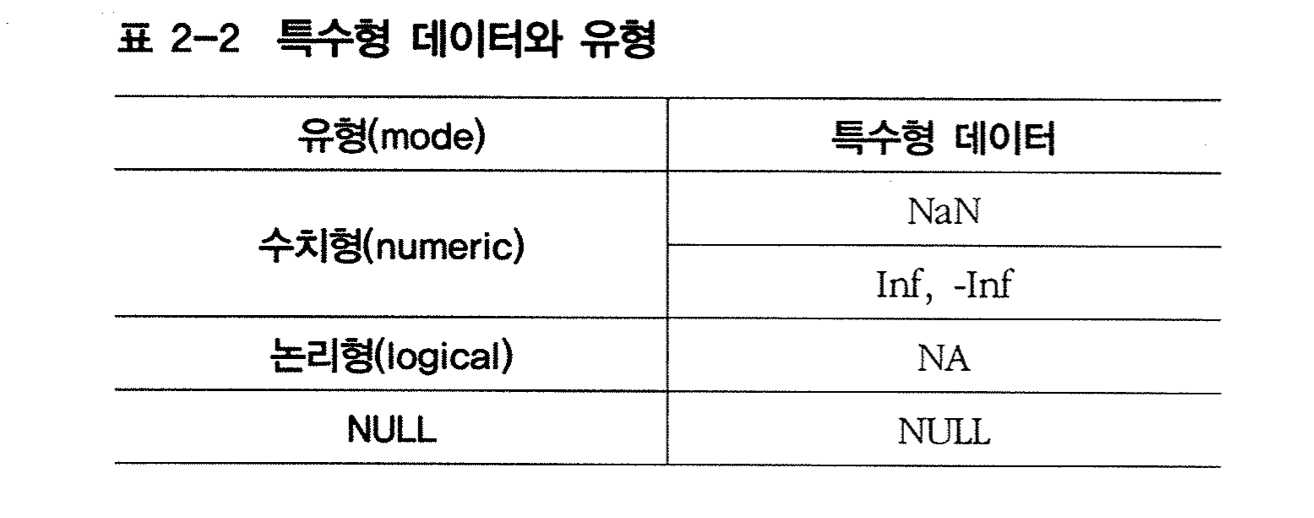 표 2-2 특수형 데이터와 유형
유형(mode) 특수형 데이터
수치형(numeric) NaN
Inf, -Inf
논리형(logical) NA
NULL NULL